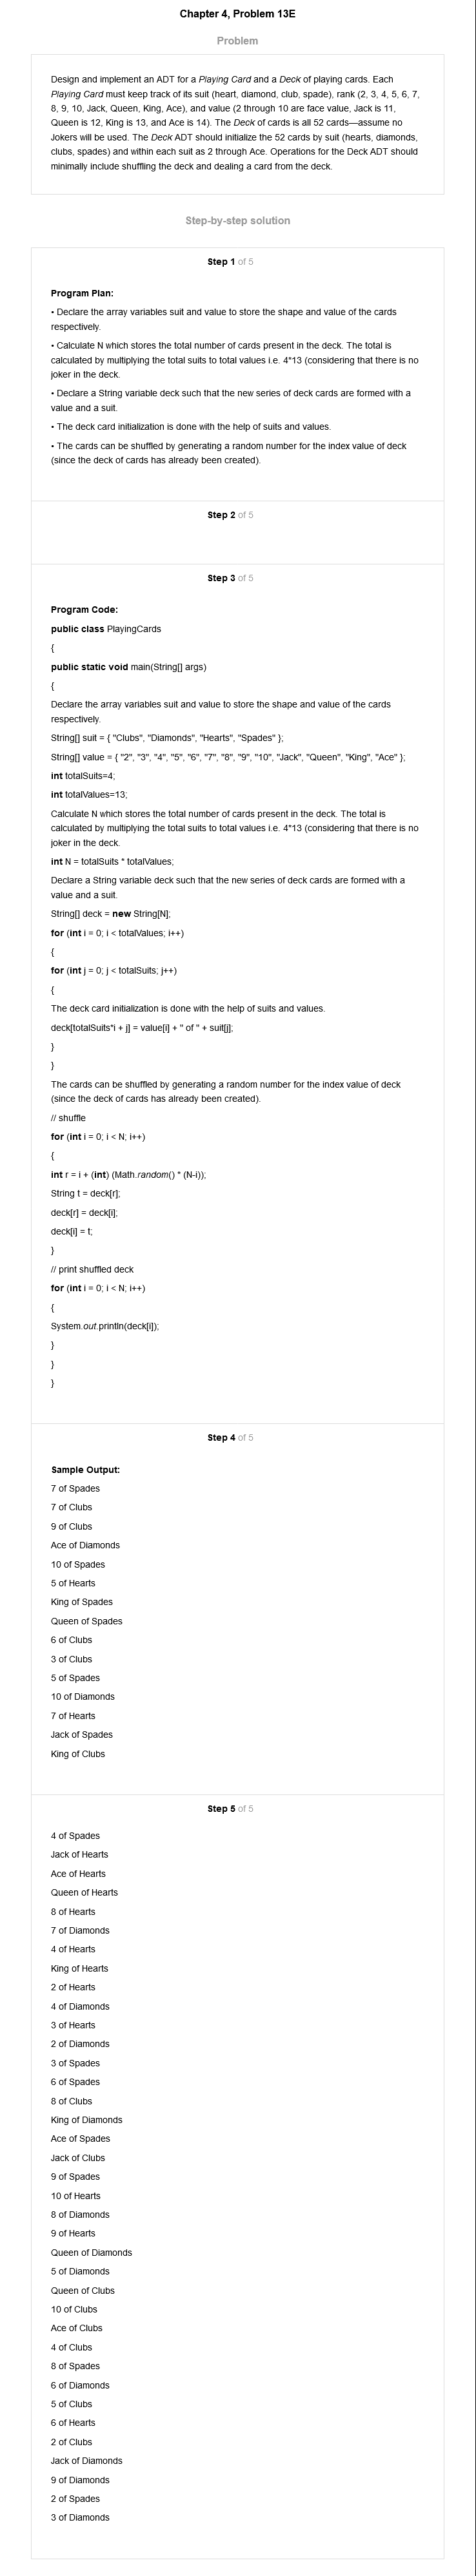 Chapter 4, Problem 13E
Problem
Design and implement an ADT for a Playing Card and a Deck of playing cards. Each
Playing Card must keep track of its suit (heart, diamond, club, spade), rank (2, 3, 4, 5, 6, 7,
8, 9, 10, Jack, Queen, King, Ace), and value (2 through 10 are face value, Jack is 11,
Queen is 12, King is 13, and Ace is 14). The Deck of cards is all 52 cards—assume no
Jokers will be used. The Deck ADT should initialize the 52 cards by suit (hearts, diamonds,
clubs, spades) and within each suit as 2 through Ace. Operations for the Deck ADT should
minimally include shuffling the deck and dealing a card from the deck.
Step-by-step solution
Step 1 of 5
Program Plan:
• Declare the array variables suit and value to store the shape and value of the cards
respectively.
• Calculate N which stores the total number of cards present in the deck. The total is
calculated by multiplying the total suits to total values i.e. 4*13 (considering that there is no
joker in the deck.
• Declare a String variable deck such that the new series of deck cards are formed with a
value and a suit.
• The deck card initialization is done with the help of suits and values.
• The cards can be shuffled by generating a random number for the index value of deck
(since the deck of cards has already been created).
Step 2 of 5
Step 3 of 5
Program Code:
public class PlayingCards
{
public static void main(String[] args)
{
Declare the array variables suit and value to store the shape and value of the cards
respectively.
String[] suit = { "Clubs", "Diamonds", "Hearts", "Spades" };
String[] value = { "2", "3", "4", "5", "6", "7", "8", "9", "10", "Jack", "Queen", "King", "Ace" };
int totalSuits=4;
int totalValues=13;
Calculate N which stores the total number of cards present in the deck. The total is
calculated by multiplying the total suits to total values i.e. 4*13 (considering that there is no
joker in the deck.
int N = totalSuits * totalValues;
Declare a String variable deck such that the new series of deck cards are formed with a
value and a suit.
String[] deck = new String[N];
for (int i = 0; i < totalValues; i++)
{
for (int j = 0; j < totalSuits; j++)
{
The deck card initialization is done with the help of suits and values.
deck[totalSuits*i + j] = value[i] + " of " + suit[j];
}
}
The cards can be shuffled by generating a random number for the index value of deck
(since the deck of cards has already been created).
// shuffle
for (int i = 0; i < N; i++)
{
int r = i + (int) (Math.random() * (N-i));
String t = deck[r];
deck[r] = deck[i];
deck[i] = t;
}
// print shuffled deck
for (int i = 0; i < N; i++)
{
System.out.println(deck[i]);
}
}
}
Step 4 of 5
Sample Output:
7 of Spades
7 of Clubs
9 of Clubs
Ace of Diamonds
10 of Spades
5 of Hearts
King of Spades
Queen of Spades
6 of Clubs
3 of Clubs
5 of Spades
10 of Diamonds
7 of Hearts
Jack of Spades
King of Clubs
Step 5 of 5
4 of Spades
Jack of Hearts
Ace of Hearts
Queen of Hearts
8 of Hearts
7 of Diamonds
4 of Hearts
King of Hearts
2 of Hearts
4 of Diamonds
3 of Hearts
2 of Diamonds
3 of Spades
6 of Spades
8 of Clubs
King of Diamonds
Ace of Spades
Jack of Clubs
9 of Spades
10 of Hearts
8 of Diamonds
9 of Hearts
Queen of Diamonds
5 of Diamonds
Queen of Clubs
10 of Clubs
Ace of Clubs
4 of Clubs
8 of Spades
6 of Diamonds
5 of Clubs
6 of Hearts
2 of Clubs
Jack of Diamonds
9 of Diamonds
2 of Spades
3 of Diamonds